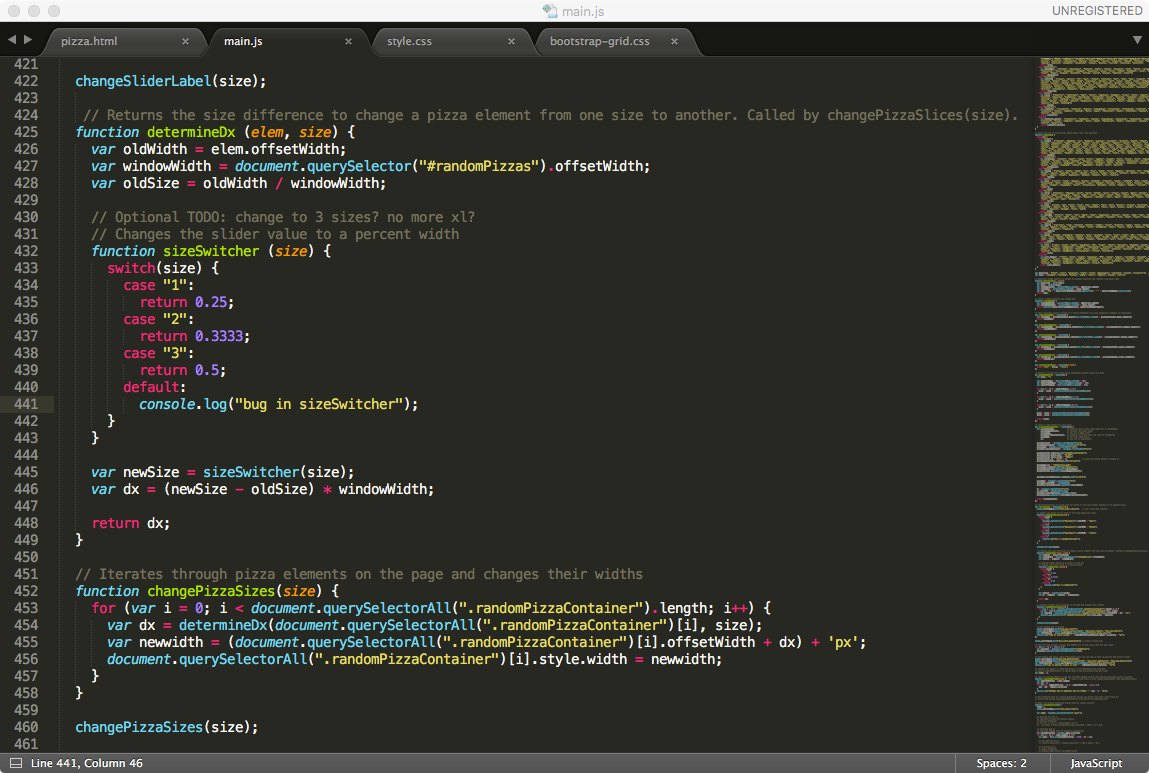 main.js
UNREGISTERED
pizza.html × main.js × style.css × bootstrap-grid.css ×
421
422 changeSliderLabel(size);
423
424 // Returns the size difference to change a pizza element from one size to another. Called by changePizzaSlices(size).
425 function determineDx (elem, size) {
426 var oldWidth = elem.offsetWidth;
427 var windowWidth = document.querySelector("#randomPizzas").offsetWidth;
428 var oldSize = oldWidth / windowWidth;
429
430 // Optional TODO: change to 3 sizes? no more xl?
431 // Changes the slider value to a percent width
432 function sizeSwitcher (size) {
433 switch(size) {
434 case "1":
435 return 0.25;
436 case "2":
437 return 0.3333;
438 case "3":
439 return 0.5;
440 default:
441 console.log("bug in sizeSwitcher");
442 }
443 }
444
445 var newSize = sizeSwitcher(size);
446 var dx = (newSize - oldSize) * windowWidth;
447
448 return dx;
449 }
450
451 // Iterates through pizza elements on the page and changes their widths
452 function changePizzaSizes(size) {
453 for (var i = 0; i < document.querySelectorAll(".randomPizzaContainer").length; i++) {
454 var dx = determineDx(document.querySelectorAll(".randomPizzaContainer")[i], size);
455 var newwidth = (document.querySelectorAll(".randomPizzaContainer")[i].offsetWidth + dx) + 'px';
456 document.querySelectorAll(".randomPizzaContainer")[i].style.width = newwidth;
457 }
458 }
459
460 changePizzaSizes(size);
461
Line 441, Column 46
Spaces: 2
JavaScript